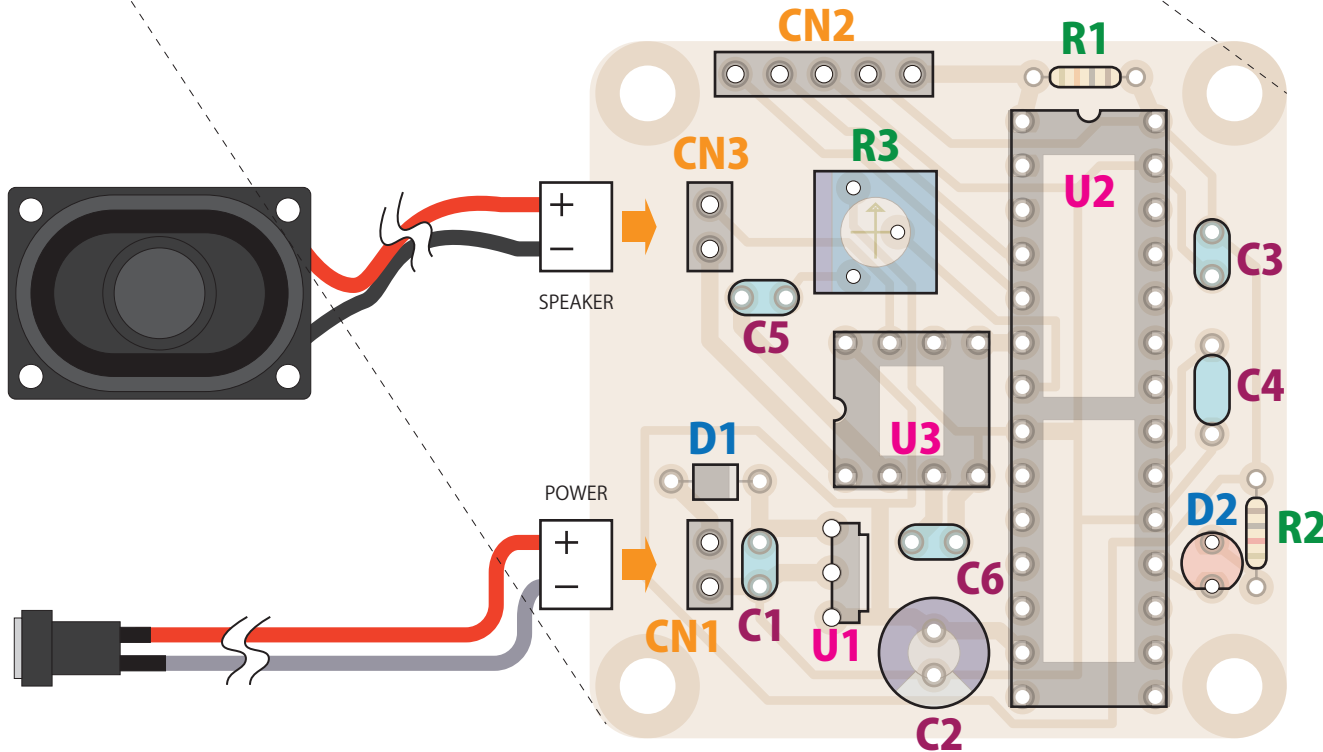 CN2
R1
CN3
R3
U2
+
−
SPEAKER
C3
C5
C4
D1
U3
POWER
+
−
D2
R2
C6
C1
U1
CN1
C2